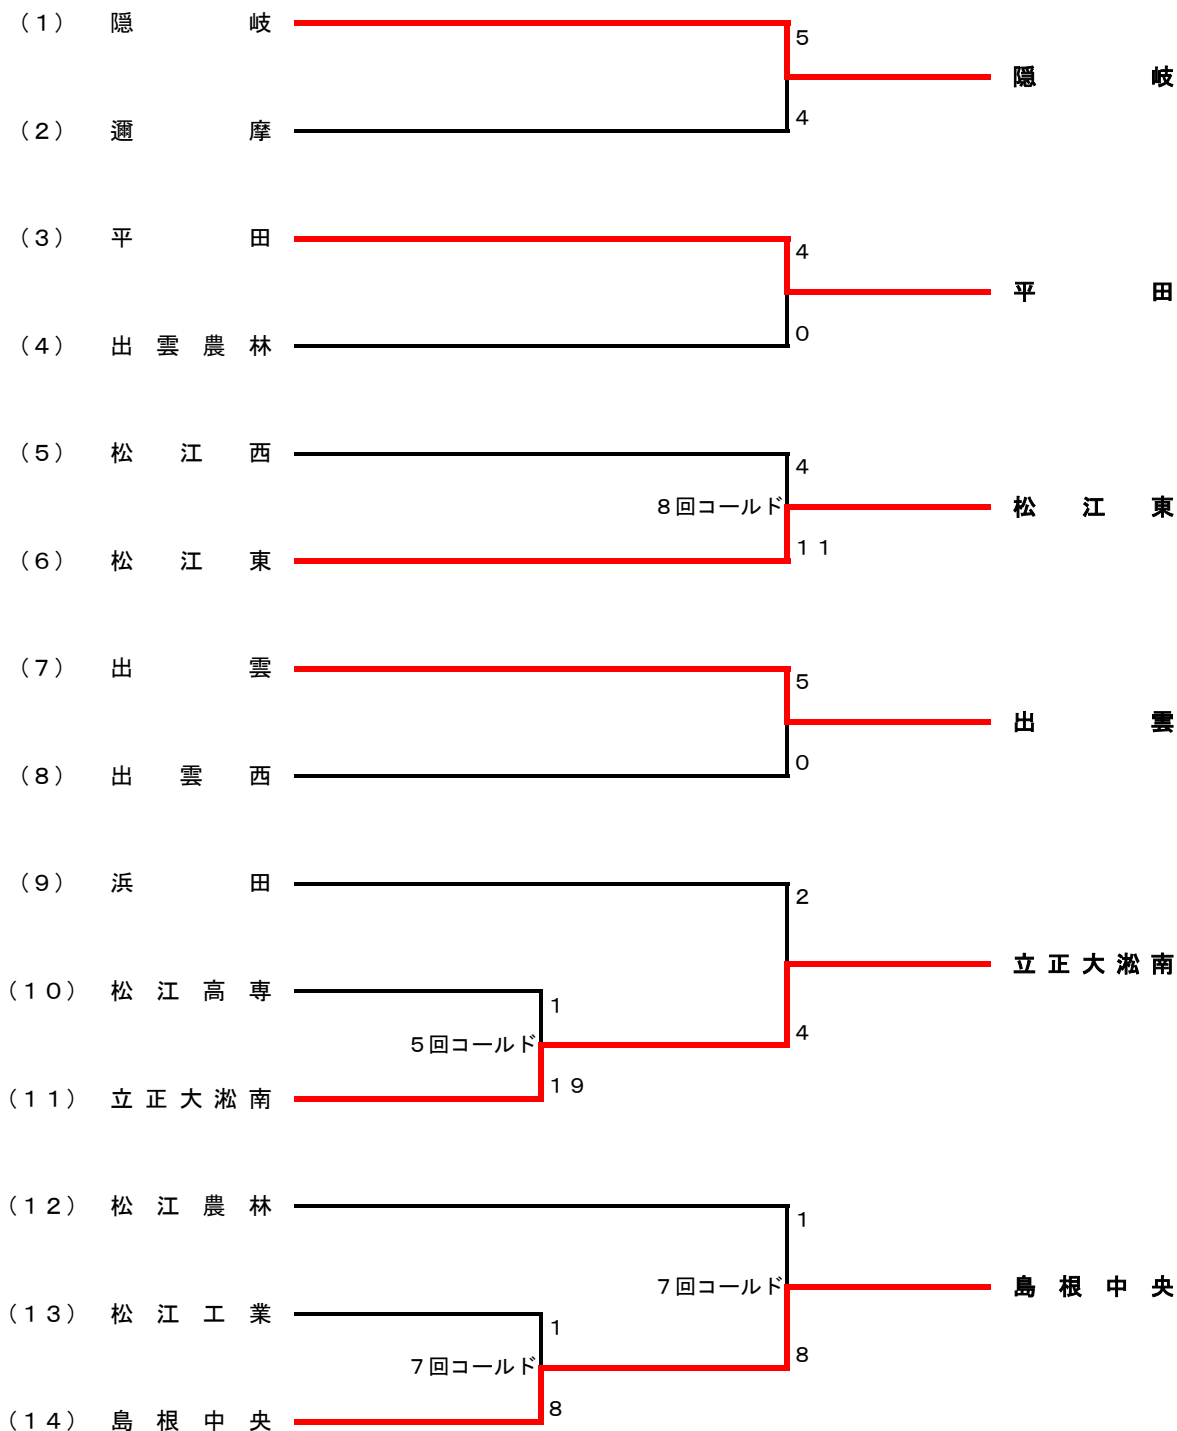 （１） 隠岐
５
隠岐
（２） 邇摩
４
（３） 平田
４
平田
（４） 出雲農林
０
（５） 松江西
４
８回コールド
松江東
（６） 松江東
１１
（７） 出雲
５
出雲
（８） 出雲西
０
（９） 浜田
２
立正大淞南
（１０） 松江高専
１
５回コールド
４
（１１） 立正大淞南
１９
（１２） 松江農林
１
７回コールド
島根中央
（１３） 松江工業
１
７回コールド
８
（１４） 島根中央
８